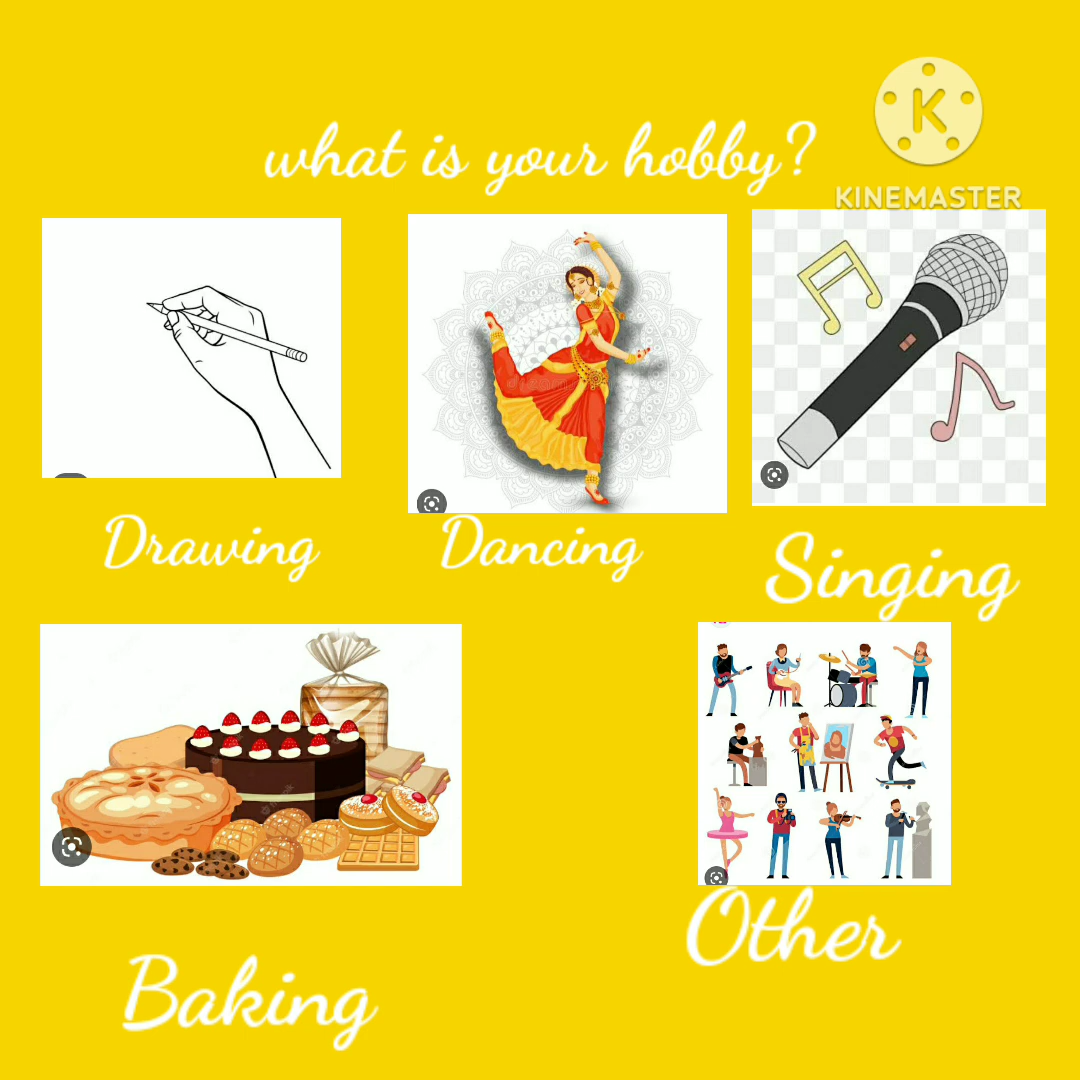 what is your hobby?
K
KINEMASTER
Drawing
Dancing
Singing
Baking
Other